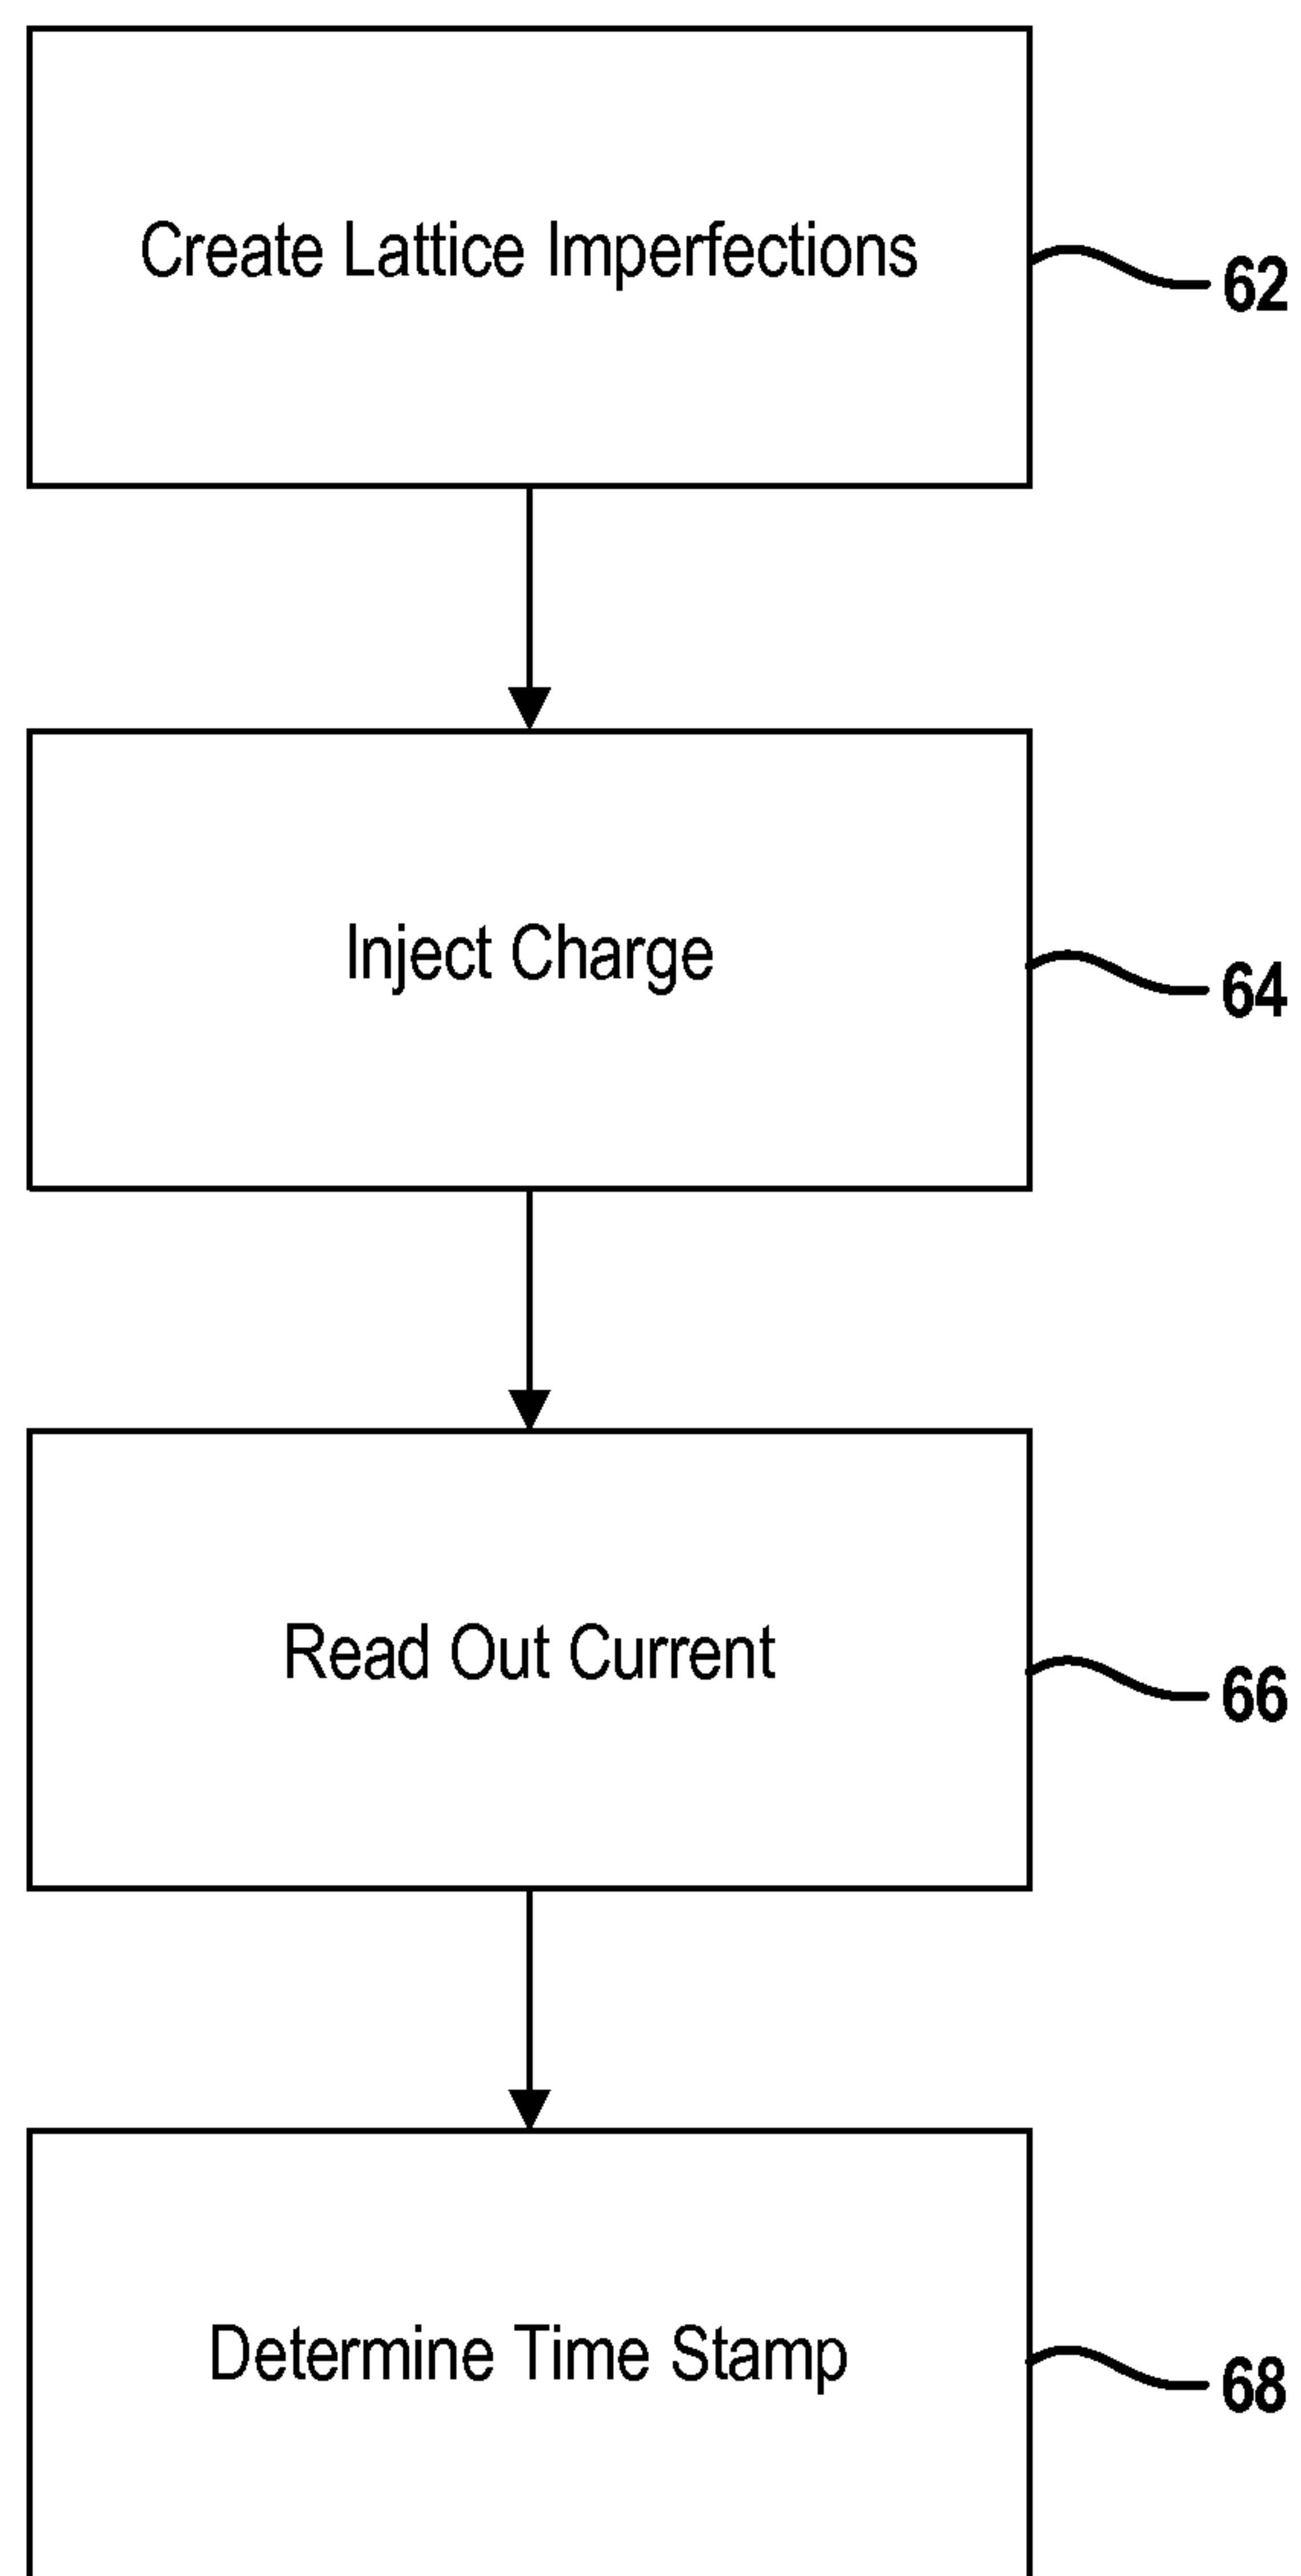 Create Lattice Imperfections
62
Inject Charge
64
Read Out Current
66
Determine Time Stamp
68